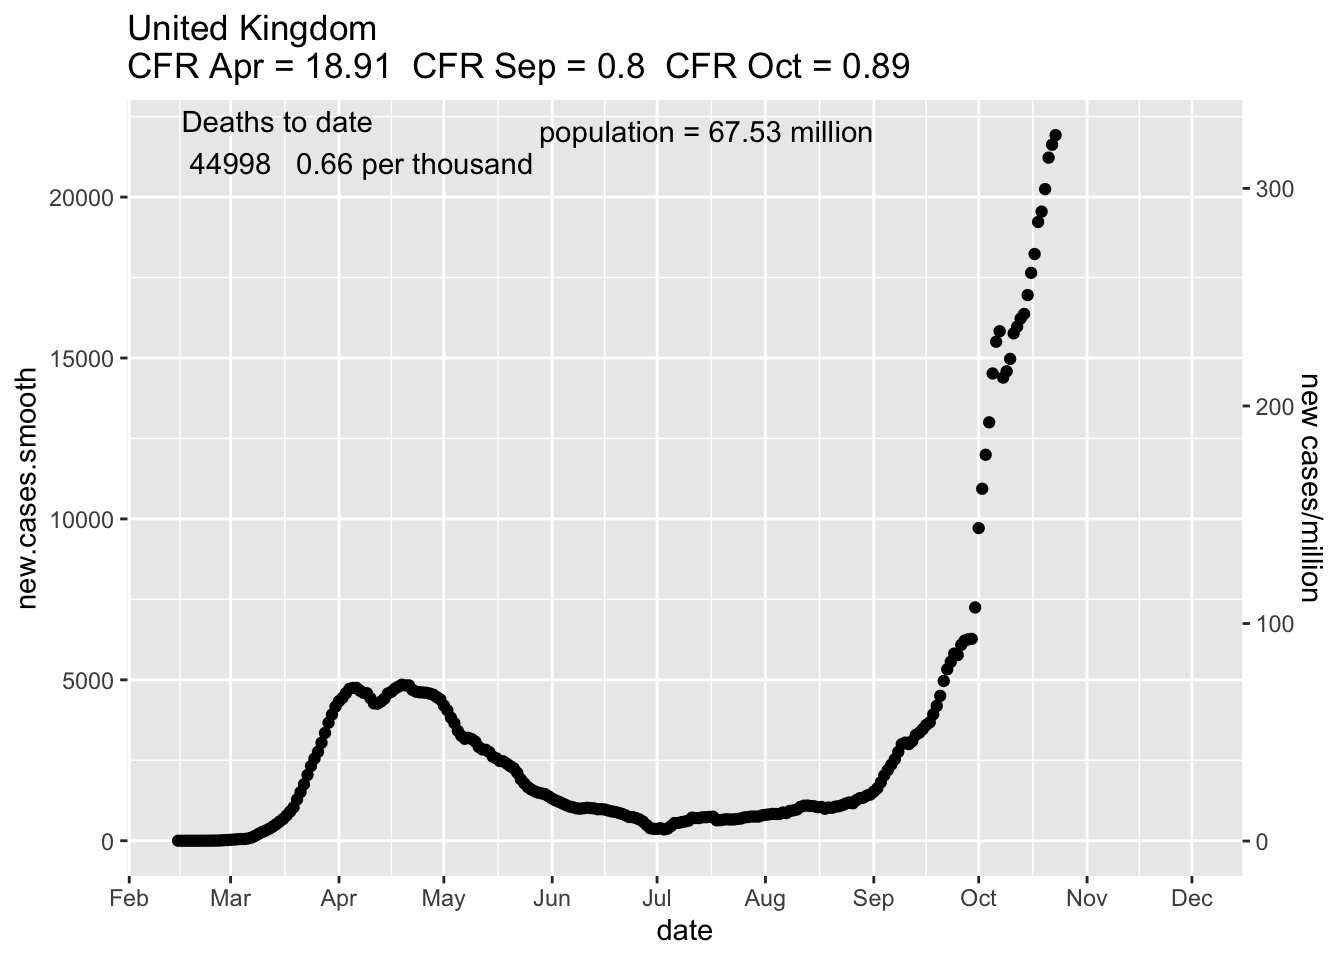 United Kingdom
CFR Apr = 18.91  CFR Sep = 0.8  CFR Oct = 0.89
Deaths to date
44998   0.66 per thousand
population = 67.53 million
new.cases.smooth
20000
15000
10000
5000
0
300
200
100
0
new cases/million
Feb Mar Apr May Jun Jul Aug Sep Oct Nov Dec
date